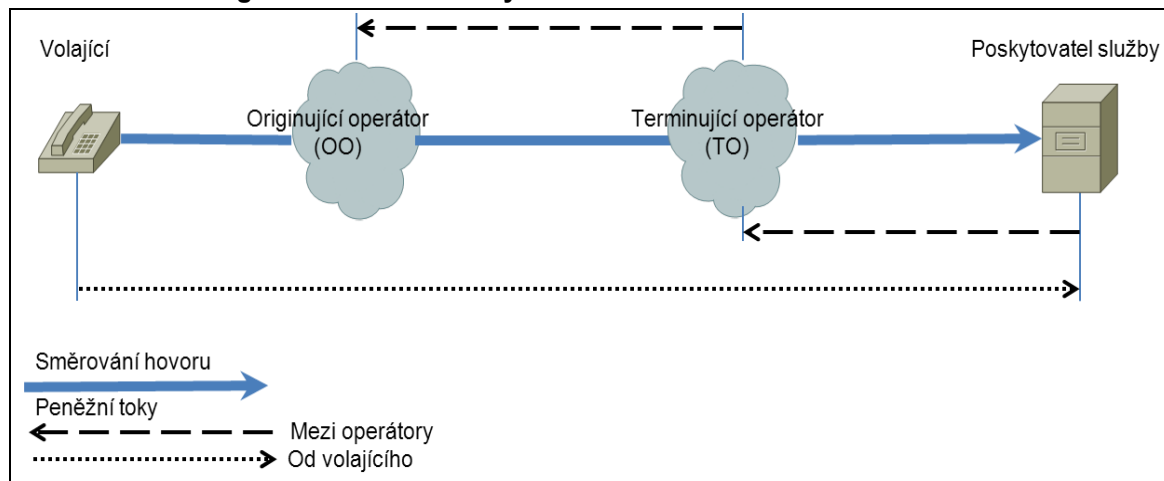 Volající
Poskytovatel služby
Originující operátor
(OO)
Terminující operátor
(TO)
Směrování hovoru
Peněžní toky
Mezi operátory
Od volajícího